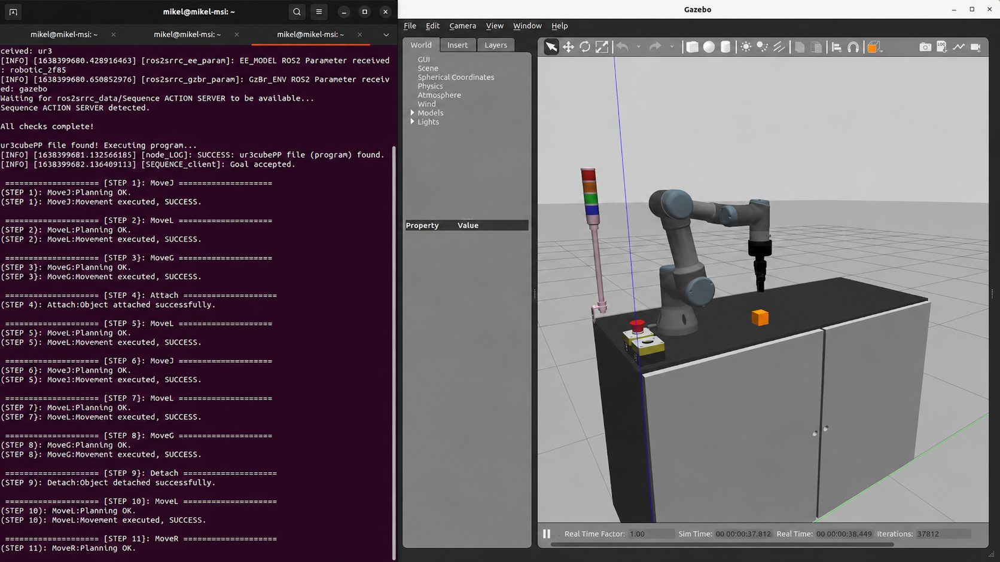 mikel@mikel-msi: ~
mikel@mikel-msi: ~
mikel@mikel-msi: ~
mikel@mikel-msi: ~
ceived: ur3
[INFO] [1638399680.428916463] [ros2srrc_ee_param]: EE_MODEL ROS2 Parameter received
: robotic_2f85
[INFO] [1638399680.650852976] [ros2srrc_gzbr_param]: GzBr_ENV ROS2 Parameter receiv
ed: gazebo
Waiting for ros2srrc_data/Sequence ACTION SERVER to be available...
Sequence ACTION SERVER detected.
All checks complete!
ur3cubePP file found! Executing program...
[INFO] [1638399681.132566185] [node_LOG]: SUCCESS: ur3cubePP file (program) found.
[INFO] [1638399682.136409113] [SEQUENCE_client]: Goal accepted.
==================== [STEP 1}: MoveJ ====================
(STEP 1): MoveJ:Planning OK.
(STEP 1}: MoveJ:Movement executed, SUCCESS.
==================== [STEP 2}: MoveL ====================
(STEP 2): MoveL:Planning OK.
(STEP 2}: MoveL:Movement executed, SUCCESS.
==================== [STEP 3}: MoveG ====================
(STEP 3}: MoveG:Planning OK.
(STEP 3}: MoveG:Movement executed, SUCCESS.
==================== [STEP 4}: Attach ====================
(STEP 4): Attach:Object attached successfully.
==================== [STEP 5}: MoveL ====================
(STEP 5}: MoveL:Planning OK.
(STEP 5}: MoveL:Movement executed, SUCCESS.
==================== [STEP 6}: MoveJ ====================
(STEP 6}: MoveJ:Planning OK.
(STEP 5): MoveJ:Movement executed, SUCCESS.
==================== [STEP 7}: MoveL ====================
(STEP 7}: MoveL:Planning OK.
(STEP 7}: MoveL:Movement executed, SUCCESS.
==================== [STEP 8}: MoveG ====================
(STEP 8): MoveG:Planning OK.
(STEP 8}: MoveG:Movement executed, SUCCESS.
==================== [STEP 9}: Detach ====================
(STEP 9): Detach:Object detached successfully.
==================== [STEP 10]: MoveL ====================
(STEP 10): MoveL:Planning OK.
(STEP 10): MoveL:Movement executed, SUCCESS.
==================== [STEP 11}: MoveR ====================
(STEP 11): MoveR:Planning OK.
Gazebo
File Edit Camera View Window Help
World Insert Layers
GUI
Scene
Spherical Coordinates
Physics
Atmosphere
Wind
Models
Lights
Property Value
LOG
Real Time Factor: 1.00 Sim Time: 00 00:00:37.812 Real Time: 00 00:00:38.449 Iterations: 37812